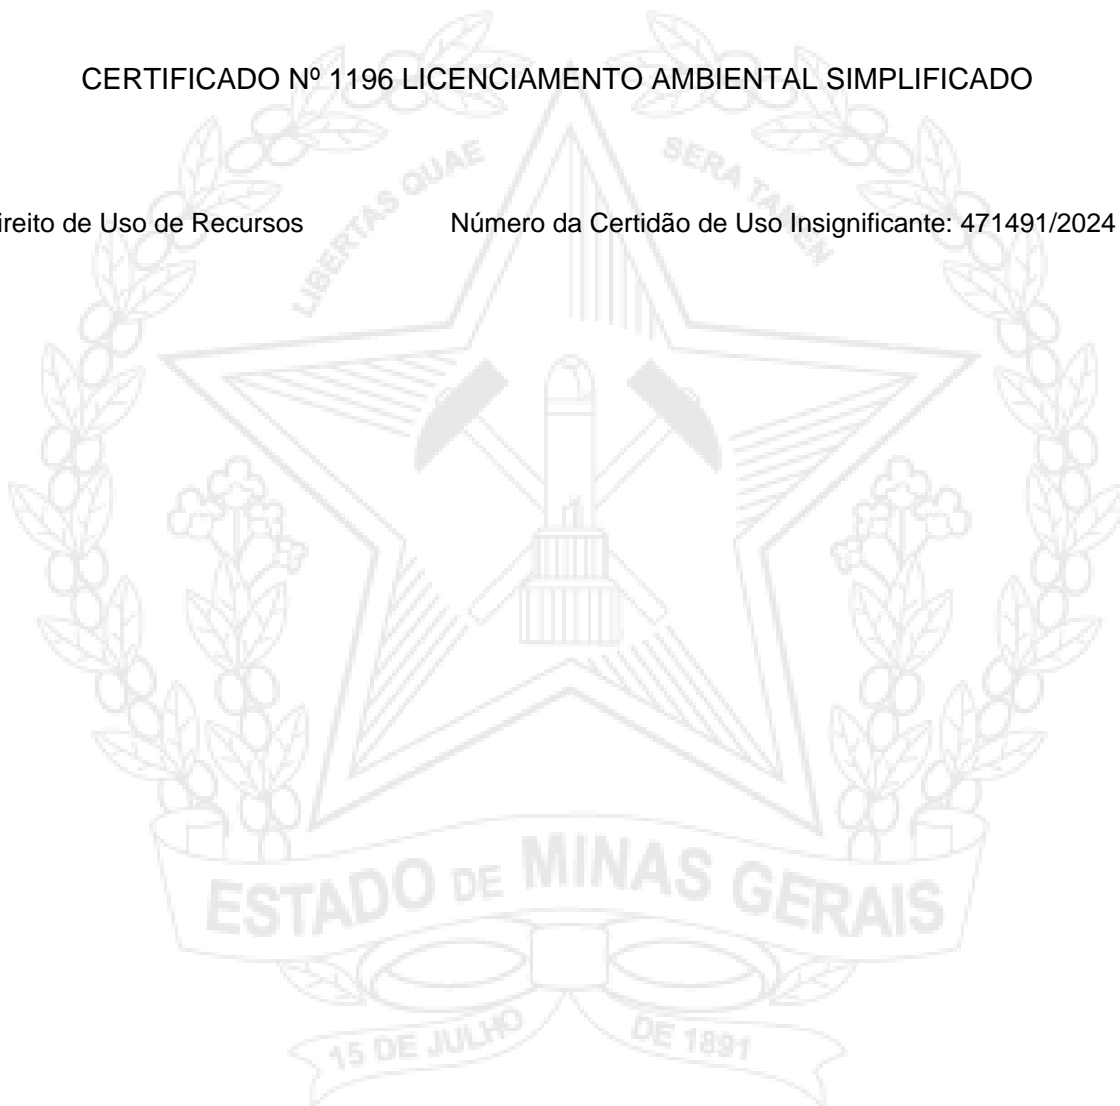 CERTIFICADO Nº 1196 LICENCIAMENTO AMBIENTAL SIMPLIFICADO
LIBERTAS QUAE SERA TAMEN
ireito de Uso de Recursos Número da Certidão de Uso Insignificante: 471491/2024
ESTADO DE MINAS GERAIS
15 DE JULHO DE 1891